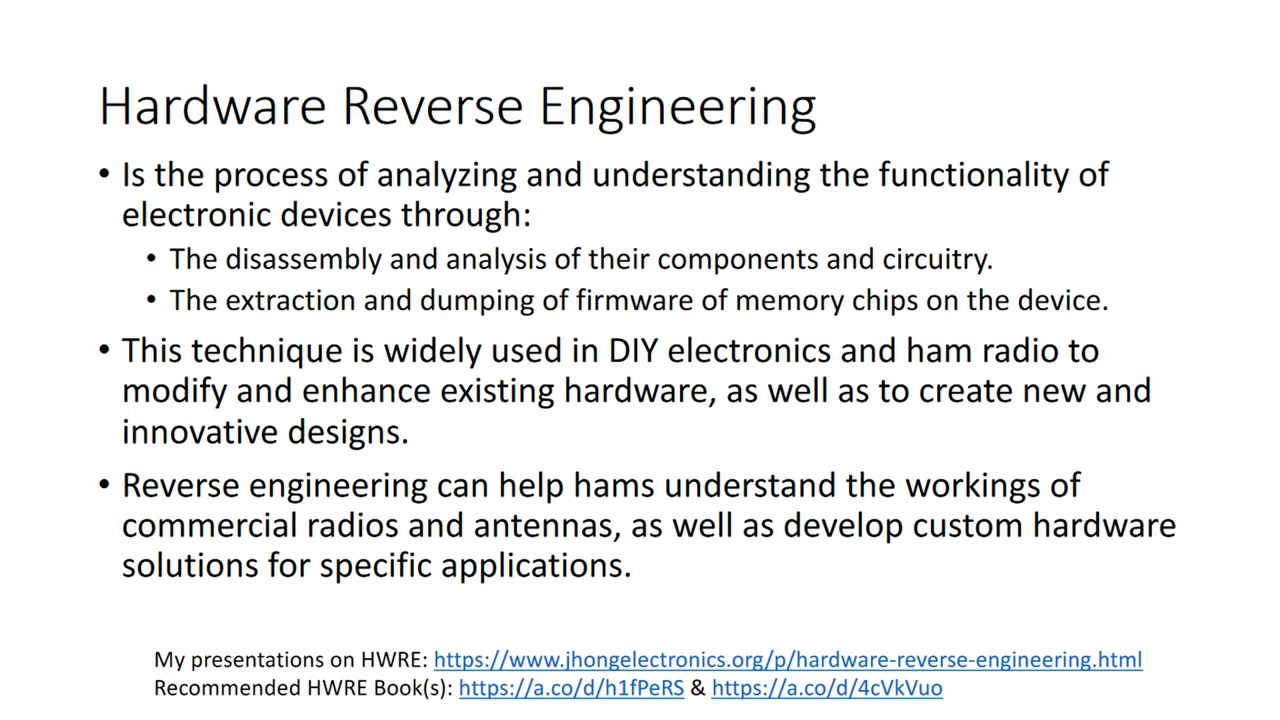 Hardware Reverse Engineering
• Is the process of analyzing and understanding the functionality of
electronic devices through:
• The disassembly and analysis of their components and circuitry.
• The extraction and dumping of firmware of memory chips on the device.
• This technique is widely used in DIY electronics and ham radio to
modify and enhance existing hardware, as well as to create new and
innovative designs.
• Reverse engineering can help hams understand the workings of
commercial radios and antennas, as well as develop custom hardware
solutions for specific applications.
My presentations on HWRE: https://www.jhongelectronics.org/p/hardware-reverse-engineering.html
Recommended HWRE Book(s): https://a.co/d/h1fPeRS & https://a.co/d/4cVkVuo